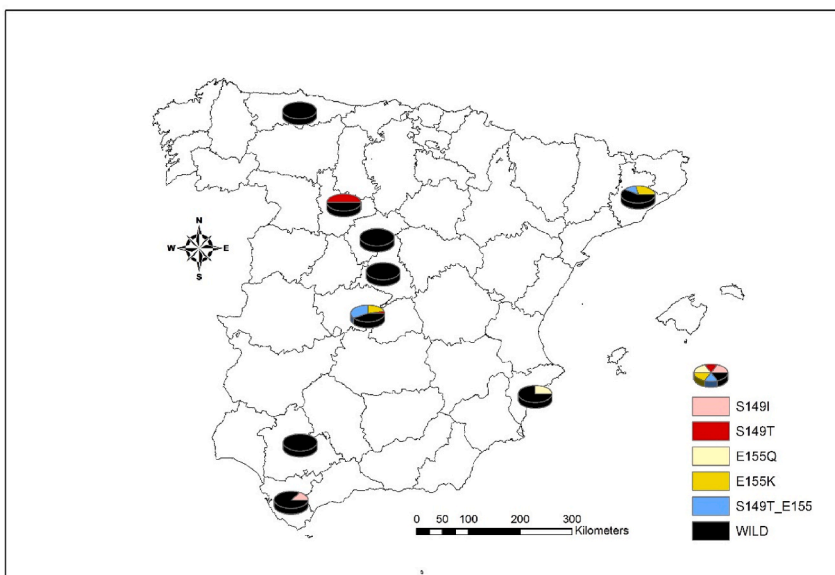 N
W E
S
S149I
S149T
E155Q
E155K
S149T_E155
WILD
0 50 100 200 300
Kilometers